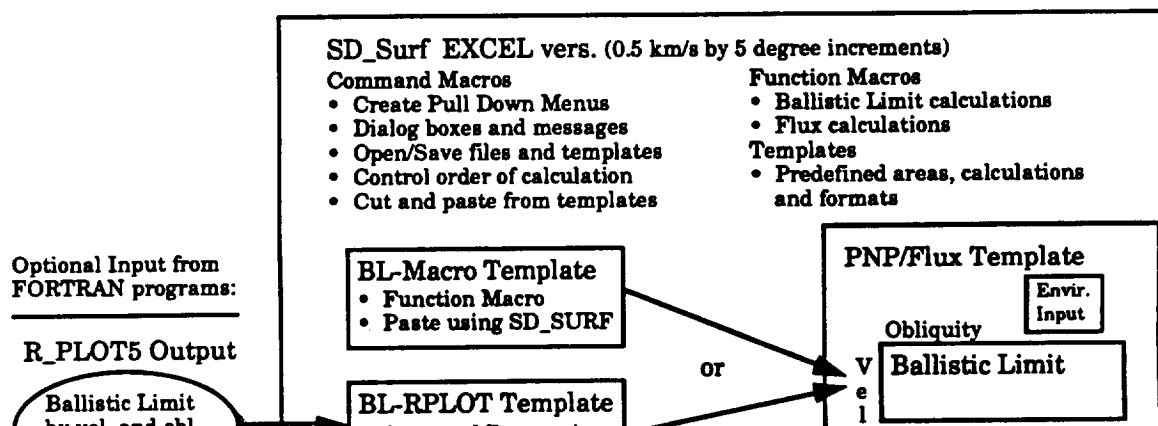 SD_Surf EXCEL vers. (0.5 km/s by 5 degree increments)
Command Macros
• Create Pull Down Menus
• Dialog boxes and messages
• Open/Save files and templates
• Control order of calculation
• Cut and paste from templates
Function Macros
• Ballistic Limit calculations
• Flux calculations
Templates
• Predefined areas, calculations
and formats
Optional Input from
FORTRAN programs:
R_PLOT5 Output
Ballistic Limit
by vel. and obl.
BL-Macro Template
• Function Macro
• Paste using SD_SURF
BL-RPLOT Template
or
PNP/Flux Template
Envir.
Input
Obliquity
Ballistic Limit
V
e
l